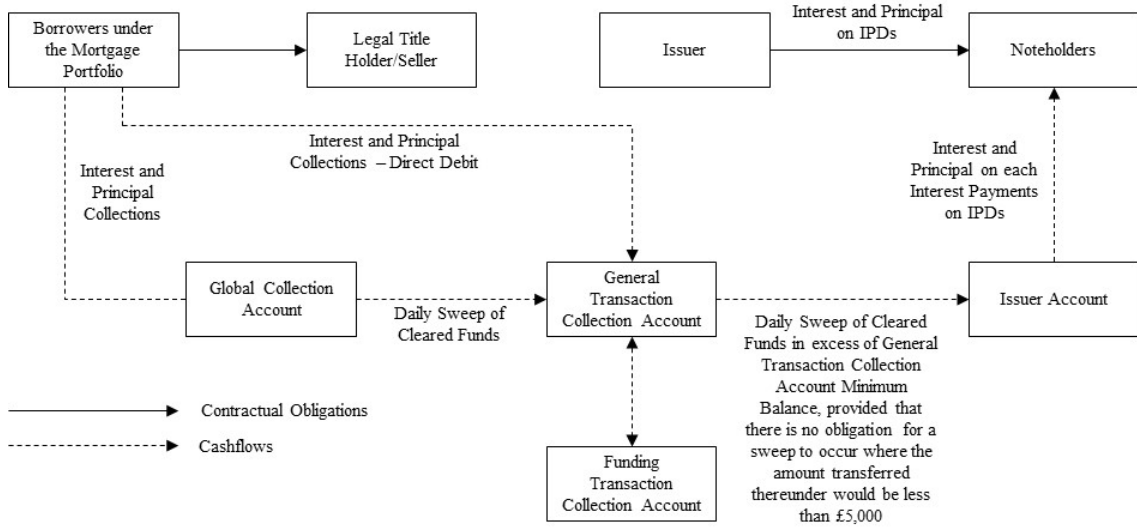 Borrowers under
the Mortgage
Portfolio
Legal Title
Holder/Seller
Issuer
Interest and Principal
on IPDs
Noteholders
Interest and Principal
Collections – Direct Debit
Interest and
Principal
Collections
Interest and
Principal on each
Interest Payments
on IPDs
Global Collection
Account
Daily Sweep of
Cleared Funds
General
Transaction
Collection Account
Issuer Account
Daily Sweep of Cleared
Funds in excess of General
Transaction Collection
Account Minimum
Balance, provided that
there is no obligation for a
sweep to occur where the
amount transferred
thereunder would be less
than £5,000
Contractual Obligations
Cashflows
Funding
Transaction
Collection Account